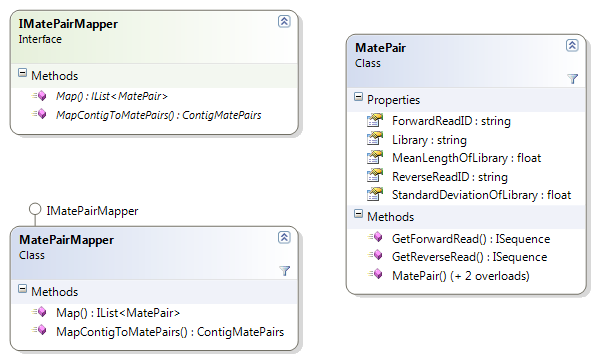 IMatePairMapper
Interface
Methods
Map() : IList<MatePair>
MapContigToMatePairs() : ContigMatePairs
IMatePairMapper
MatePairMapper
Class
Methods
Map() : IList<MatePair>
MapContigToMatePairs() : ContigMatePairs
MatePair
Class
Properties
ForwardReadID : string
Library : string
MeanLengthOfLibrary : float
ReverseReadID : string
StandardDeviationOfLibrary : float
Methods
GetForwardRead() : ISequence
GetReverseRead() : ISequence
MatePair() (+ 2 overloads)